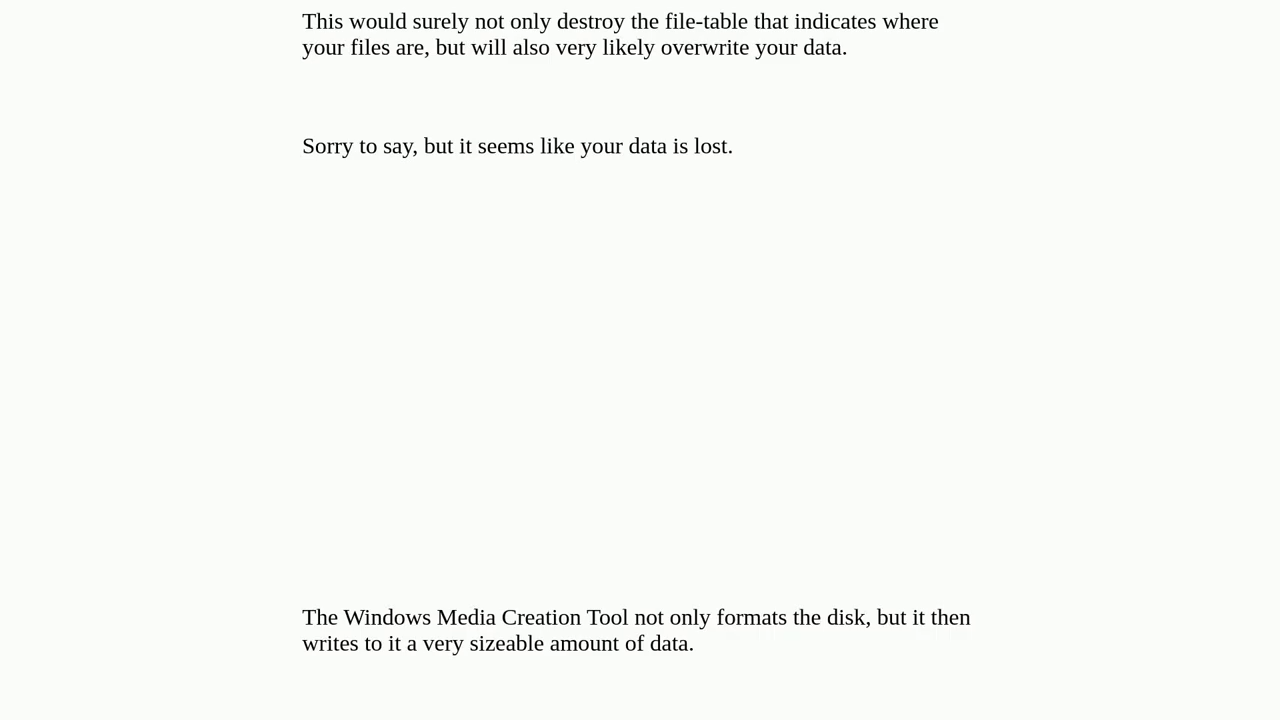 This would surely not only destroy the file-table that indicates where
your files are, but will also very likely overwrite your data.
Sorry to say, but it seems like your data is lost.
The Windows Media Creation Tool not only formats the disk, but it then
writes to it a very sizeable amount of data.